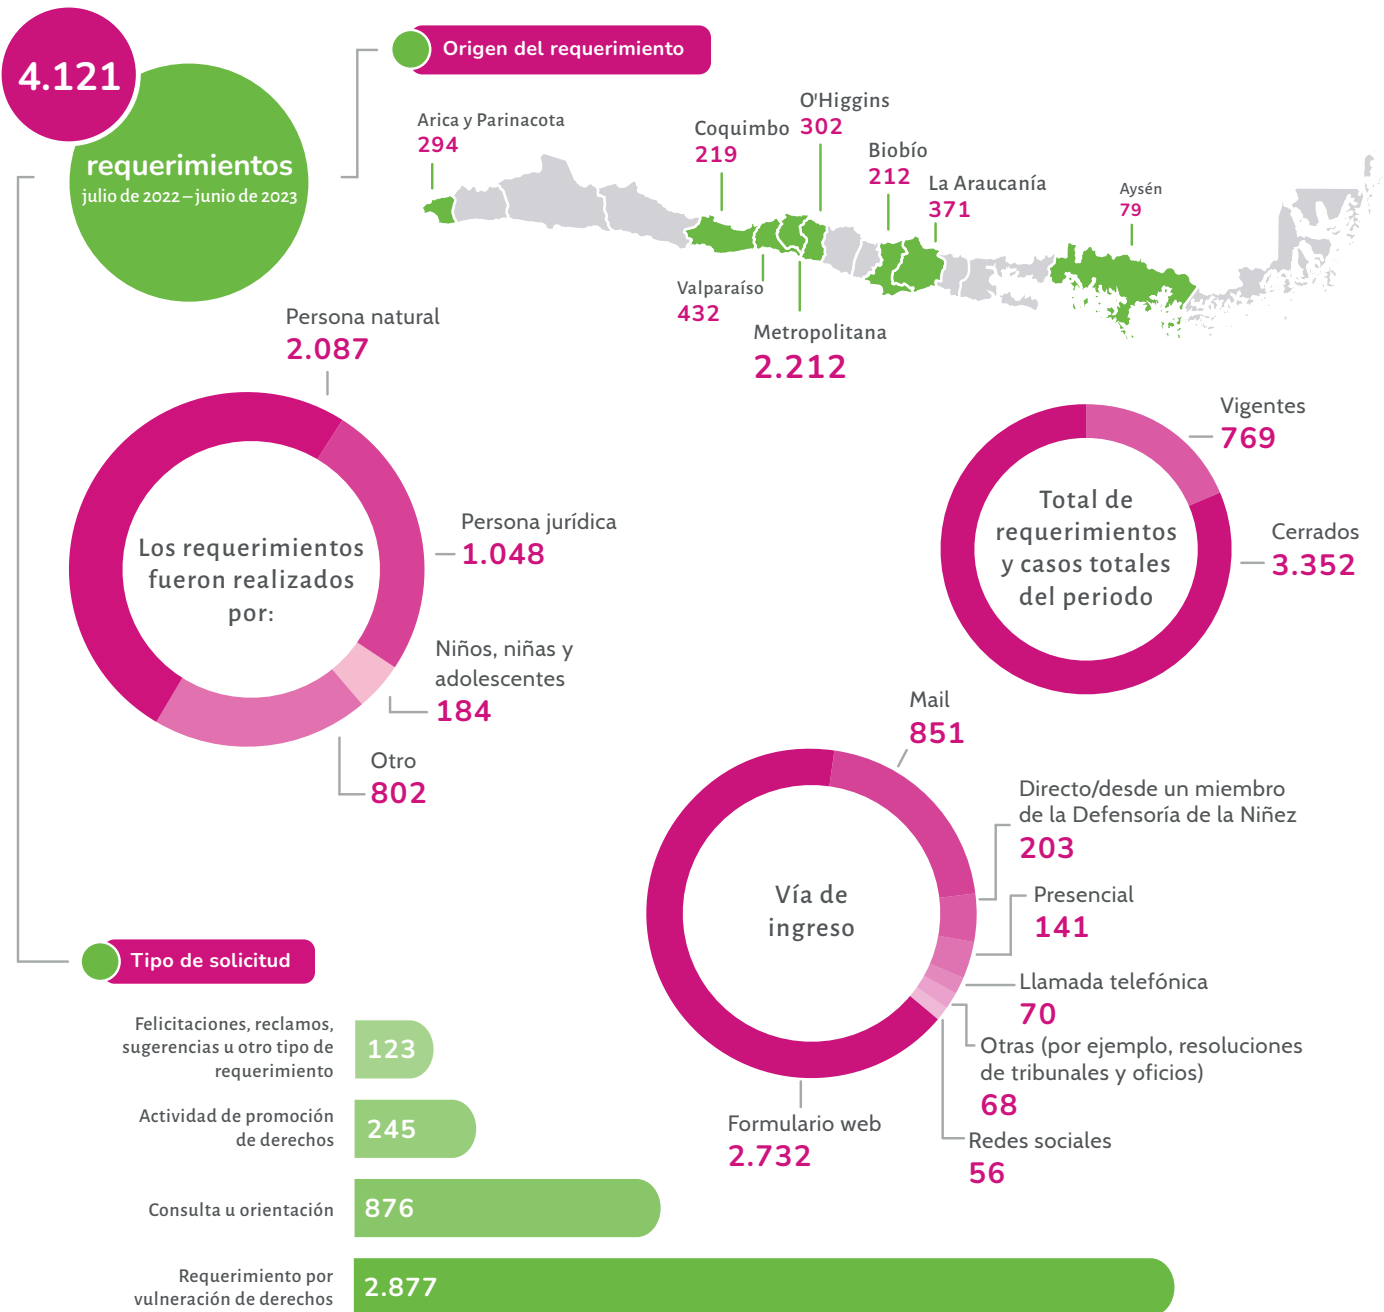 4.121
requerimientos
julio de 2022 – junio de 2023
Origen del requerimiento
Arica y Parinacota
294
Coquimbo
219
O'Higgins
302
Biobío
212
La Araucanía
371
Aysén
79
Valparaíso
432
Metropolitana
2.212
Persona natural
2.087
Los requerimientos
fueron realizados
por:
Persona jurídica
1.048
Niños, niñas y
adolescentes
184
Otro
802
Total de
requerimientos
y casos totales
del periodo
Vigentes
769
Cerrados
3.352
Vía de
ingreso
Mail
851
Directo/desde un miembro
de la Defensoría de la Niñez
203
Presencial
141
Llamada telefónica
70
Otras (por ejemplo, resoluciones
de tribunales y oficios)
68
Redes sociales
56
Formulario web
2.732
Tipo de solicitud
Felicitaciones, reclamos,
sugerencias u otro tipo de
requerimiento
123
Actividad de promoción
de derechos
245
Consulta u orientación
876
Requerimiento por
vulneración de derechos
2.877